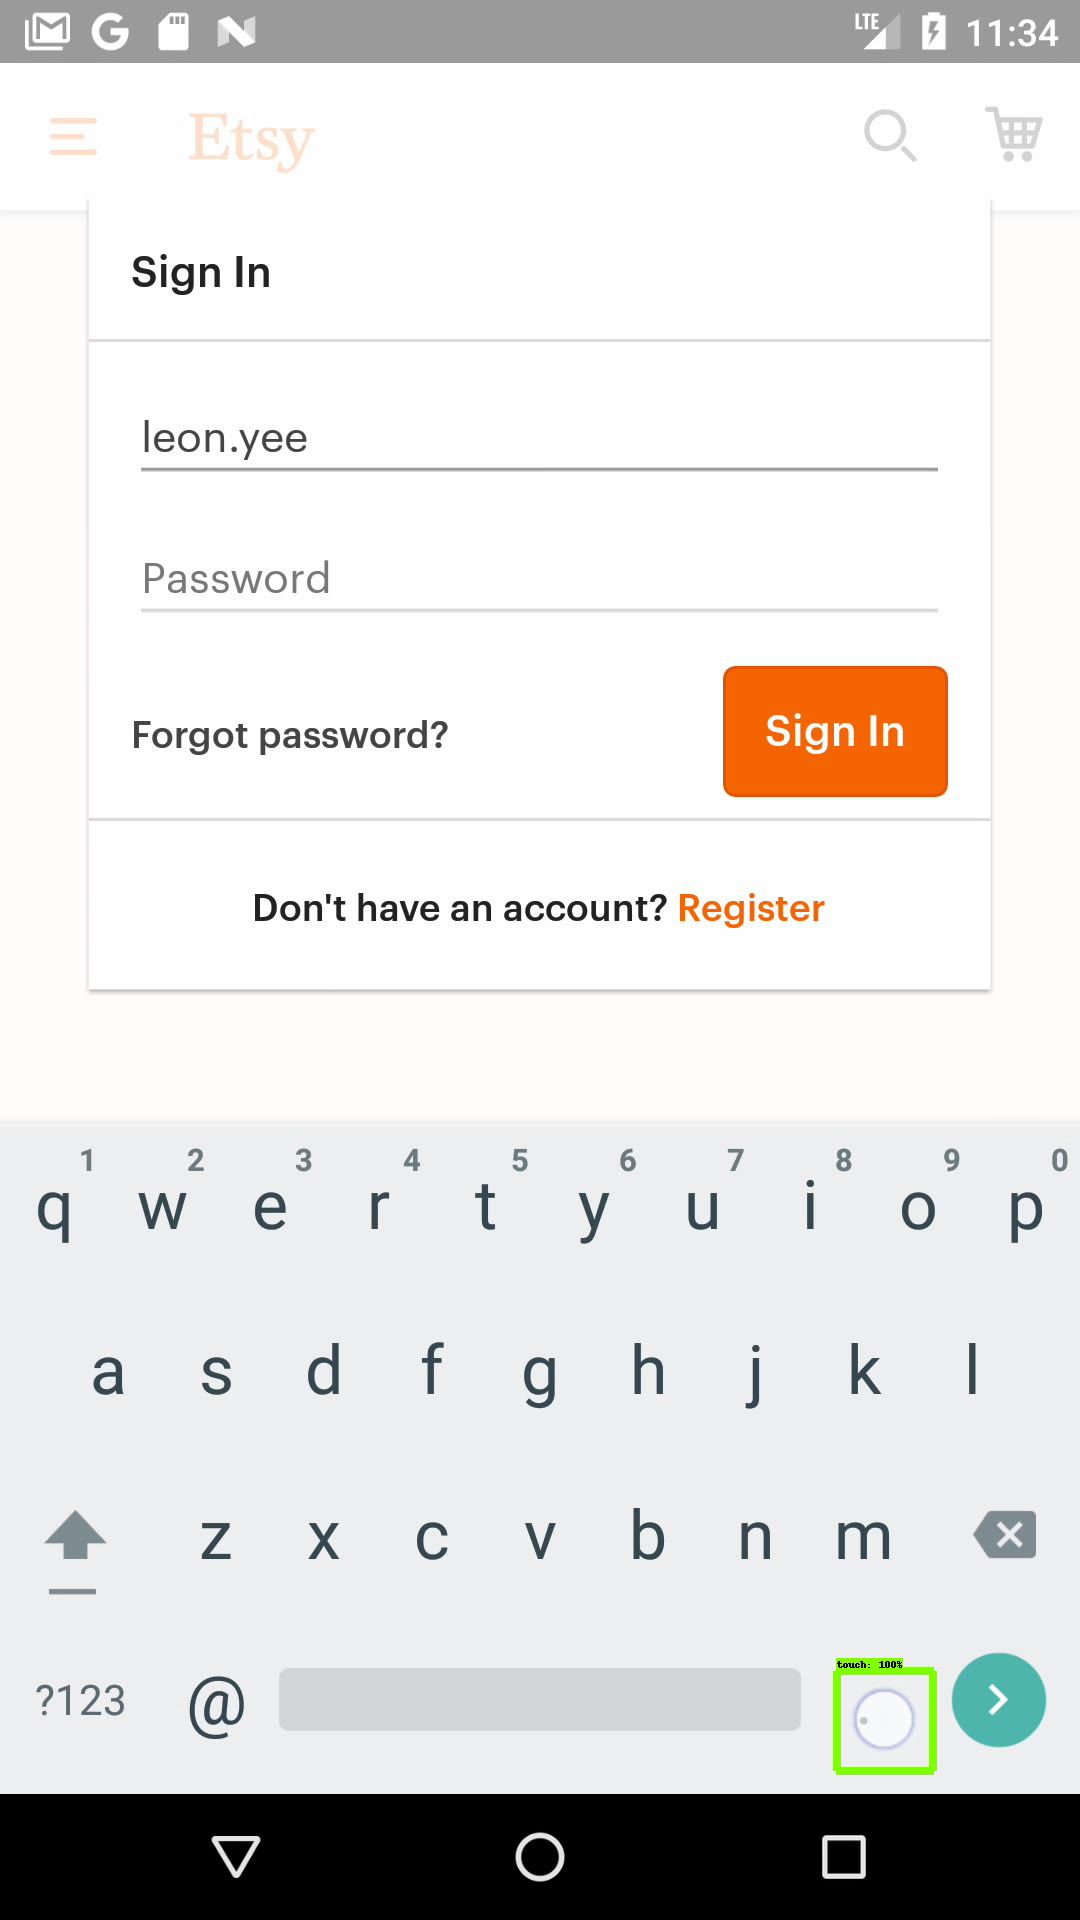 LTE 11:34
Etsy
Sign In
leon.yee
Password
Forgot password? Sign In
Don't have an account? Register
1 2 3 4 5 6 7 8 9 0
q w e r t y u i o p
a s d f g h j k l
z x c v b n m
touch: 100%
?123 @